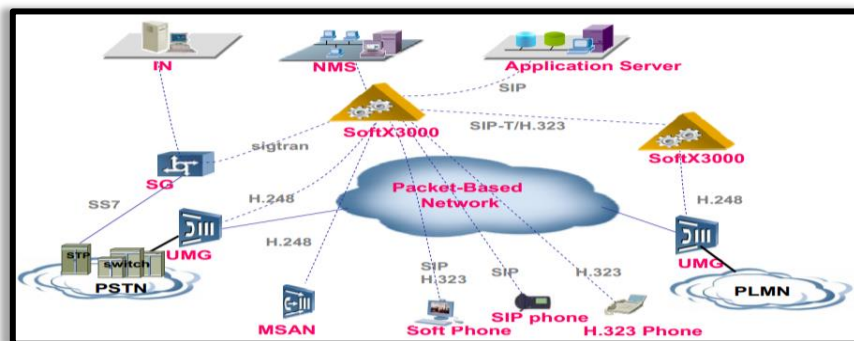 IN
NMS
Application Server
SIP
SoftX3000
SIP-T/H.323
SoftX3000
sigtran
SG
Packet-Based
Network
SS7
H.248
H.248
H.248
UMG
UMG
STP
switch
PSTN
PLMN
SIP
H.323
SIP
H.323
MSAN
Soft Phone
SIP phone
H.323 Phone